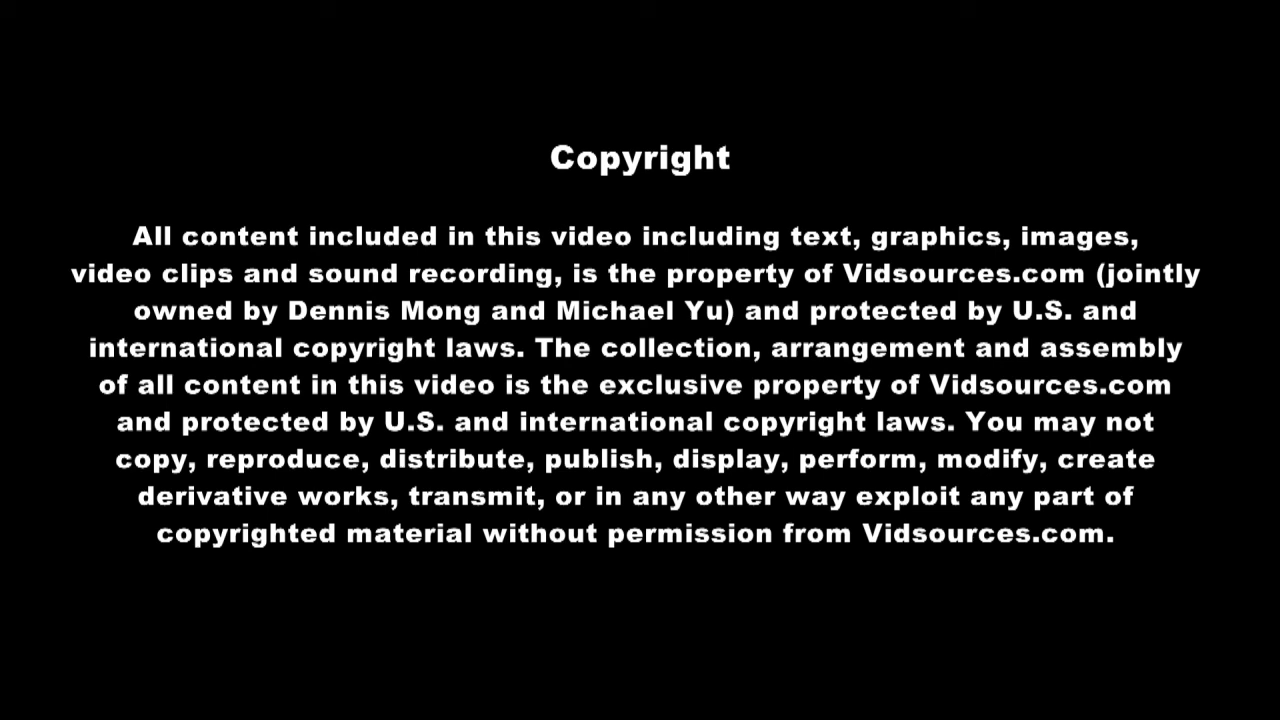 Copyright
All content included in this video including text, graphics, images,
video clips and sound recording, is the property of Vidsources.com (jointly
owned by Dennis Mong and Michael Yu) and protected by U.S. and
international copyright laws. The collection, arrangement and assembly
of all content in this video is the exclusive property of Vidsources.com
and protected by U.S. and international copyright laws. You may not
copy, reproduce, distribute, publish, display, perform, modify, create
derivative works, transmit, or in any other way exploit any part of
copyrighted material without permission from Vidsources.com.